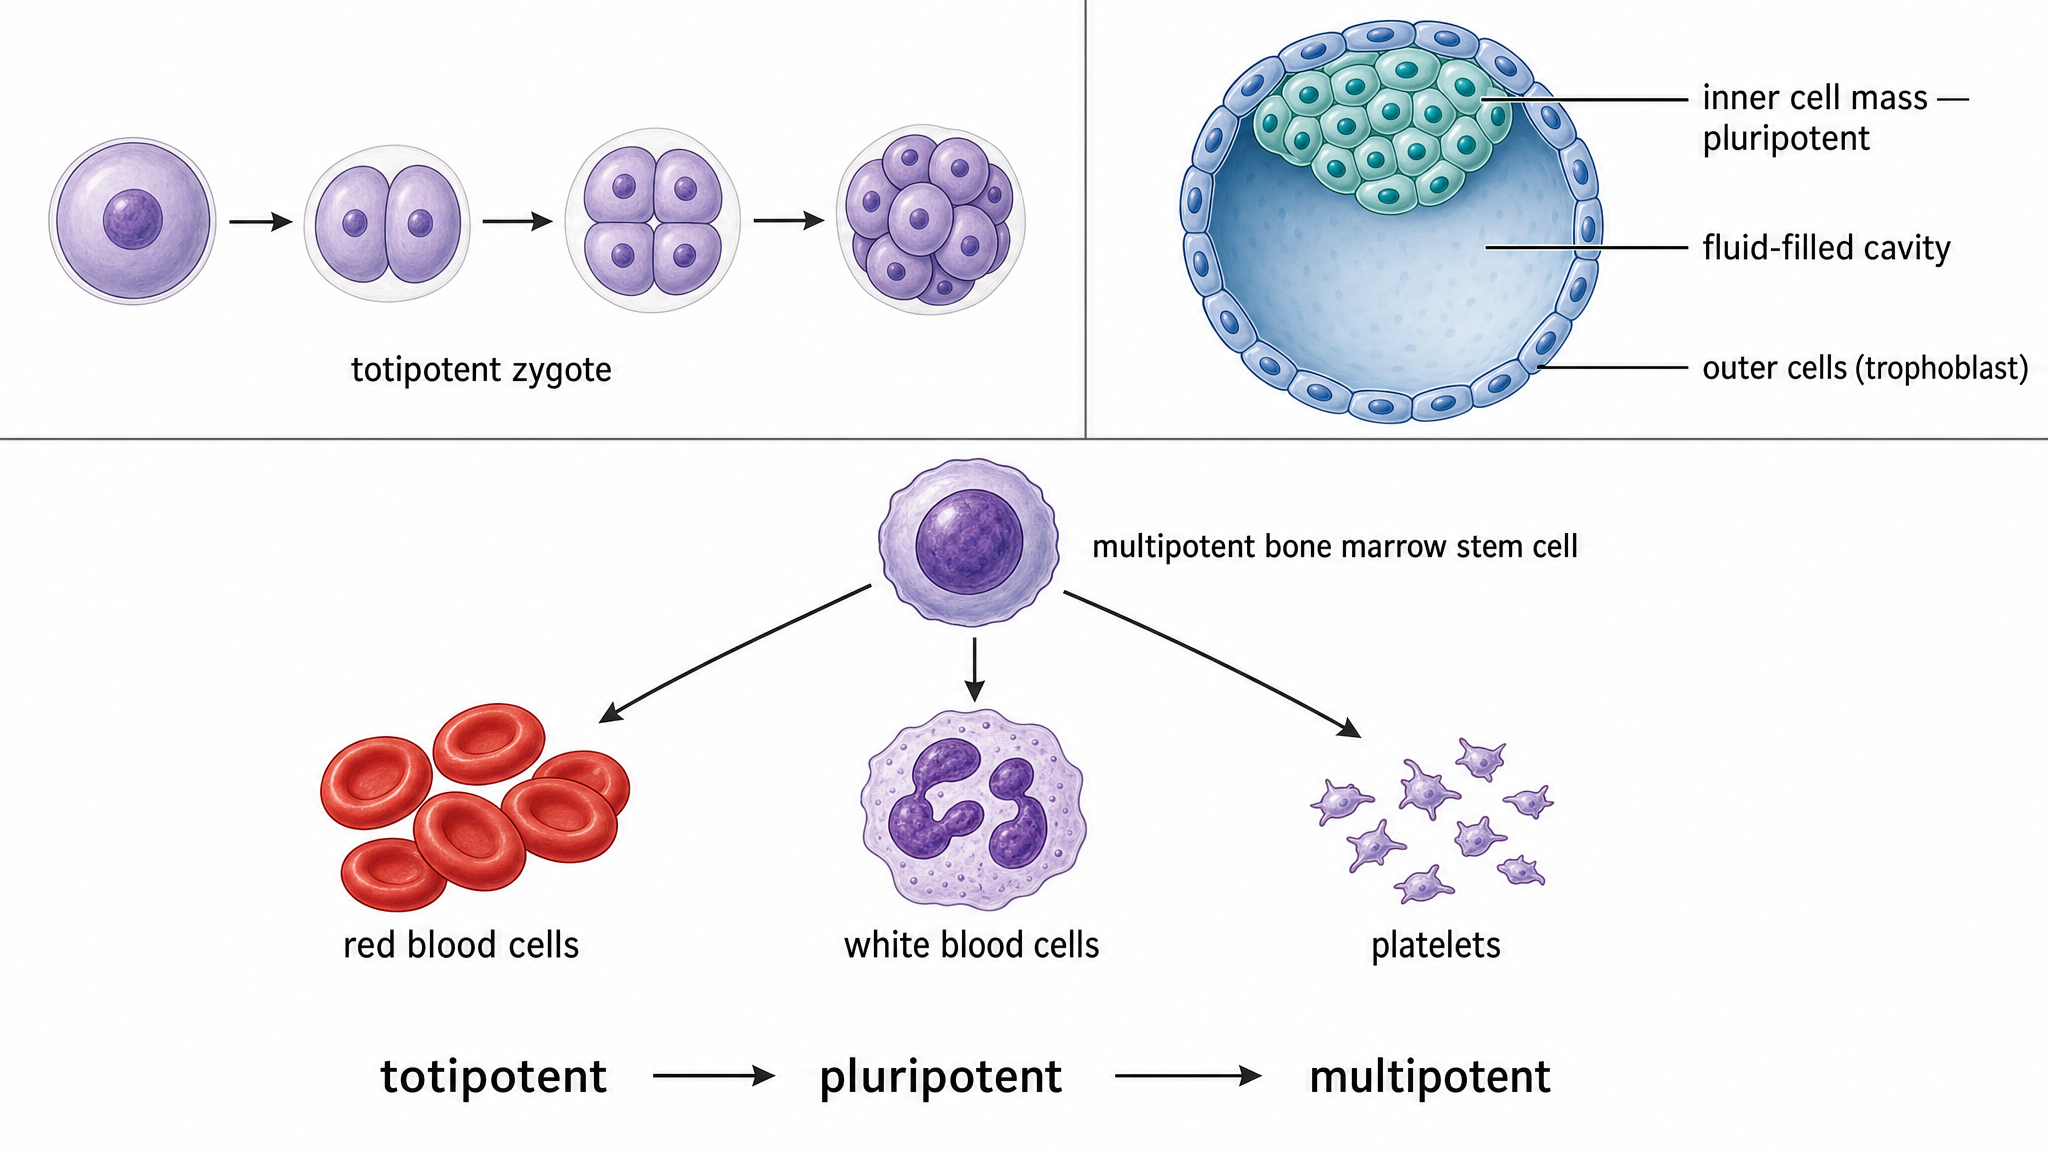 totipotent zygote
inner cell mass —
pluripotent
fluid-filled cavity
outer cells (trophoblast)
multipotent bone marrow stem cell
red blood cells
white blood cells
platelets
totipotent
pluripotent
multipotent